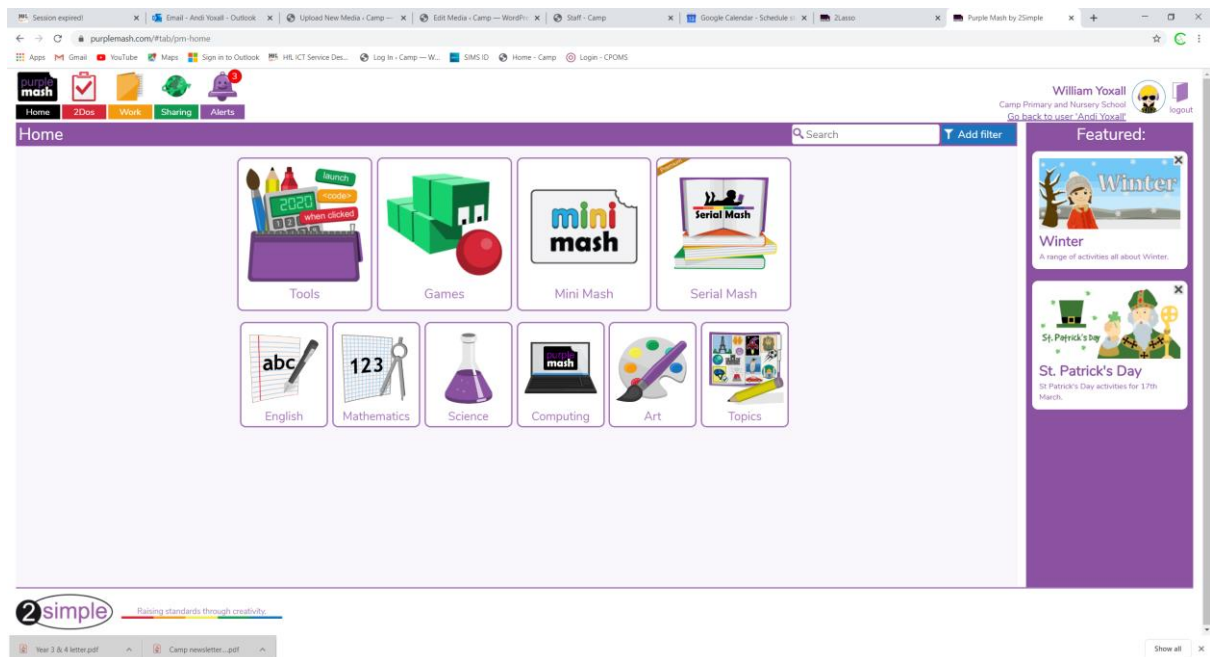 Session expired!
Email - Andi Yoxall - Outlook
Upload New Media ‹ Camp —
Edit Media ‹ Camp — WordPre
Staff - Camp
Google Calendar - Schedule
2Lasso
Purple Mash by 2Simple
purplemash.com/#tab/pm-home
Apps
Gmail
YouTube
Maps
Sign in to Outlook
HfL ICT Service Des...
Log In ‹ Camp — W...
SIMS ID
Home - Camp
Login - CPOMS
purple
mash
3
Home
2Dos
Work
Sharing
Alerts
William Yoxall
Camp Primary and Nursery School
Go back to user 'Andi Yoxall'
logout
Home
Search
Add filter
Featured:
launch
2020
<code>
when clicked
1 2
mini
mash
Serial Mash
Tools
Games
Mini Mash
Serial Mash
Winter
Winter
A range of activities all about Winter.
abc
123
purple
mash
English
Mathematics
Science
Computing
Art
Topics
St. Patrick's Day
St. Patrick's Day
St Patrick's Day activities for 17th
March.
2simple
Raising standards through creativity.
Year 3 & 4 letter.pdf
Camp newsletter....pdf
Show all